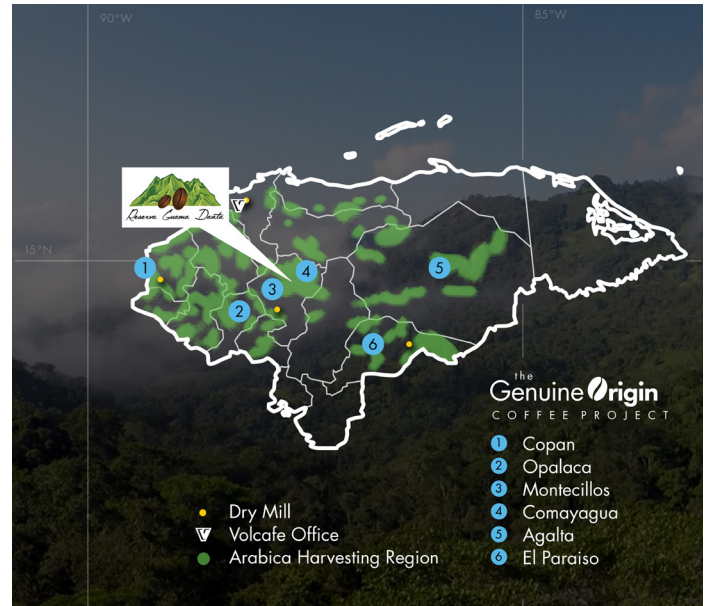 90°W
85°W
Reserva Guama Danta
15°N
1
4
5
3
2
6
the
Genuine Origin
COFFEE PROJECT
1 Copan
2 Opalaca
3 Montecillos
4 Comayagua
5 Agalta
6 El Paraiso
Dry Mill
Volcafe Office
Arabica Harvesting Region